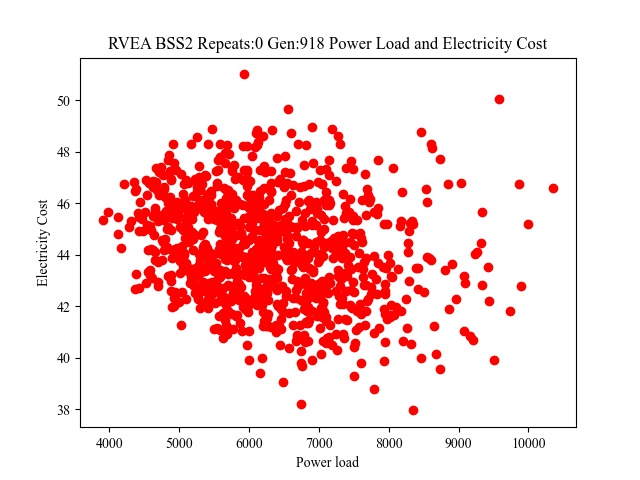 RVEA BSS2 Repeats:0 Gen:918 Power Load and Electricity Cost
50
48
46
44
42
40
38
Electricity Cost
4000 5000 6000 7000 8000 9000 10000
Power load